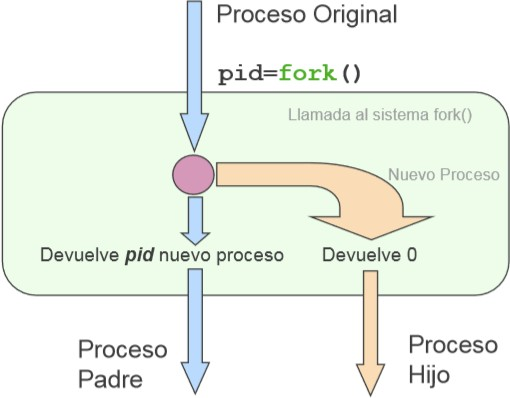 Proceso Original
pid=fork()
Llamada al sistema fork()
Nuevo Proceso
Devuelve pid nuevo proceso
Devuelve 0
Proceso
Padre
Proceso
Hijo